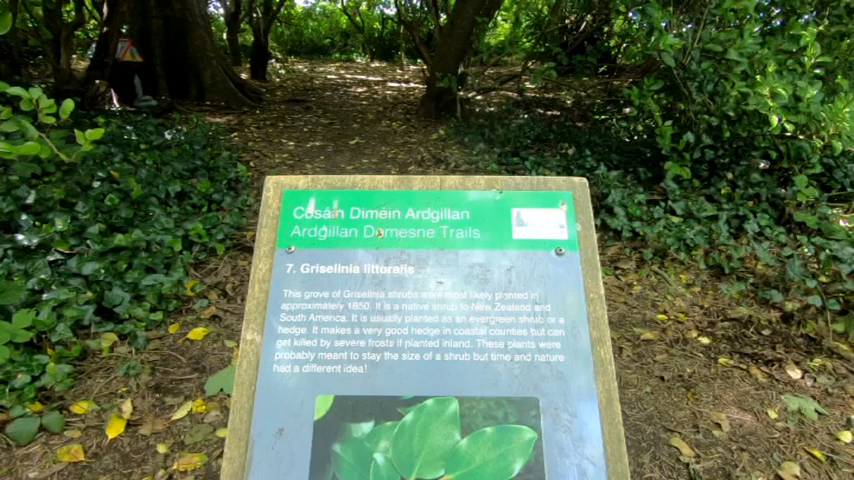 Cosáin Diméin Ardgillan
Ardgillan Demesne Trails
7. Griselinia littoralis
This grove of Griselinia shrubs were most likely planted in
approximately 1850. It is a native shrub to New Zealand and
South America. It is usually planted as an evergreen shrub or a
hedge. It makes a very good hedge in coastal counties but can
get killed by severe frosts if planted inland. These plants were
probably meant to stay the size of a shrub but time and nature
had a different idea!